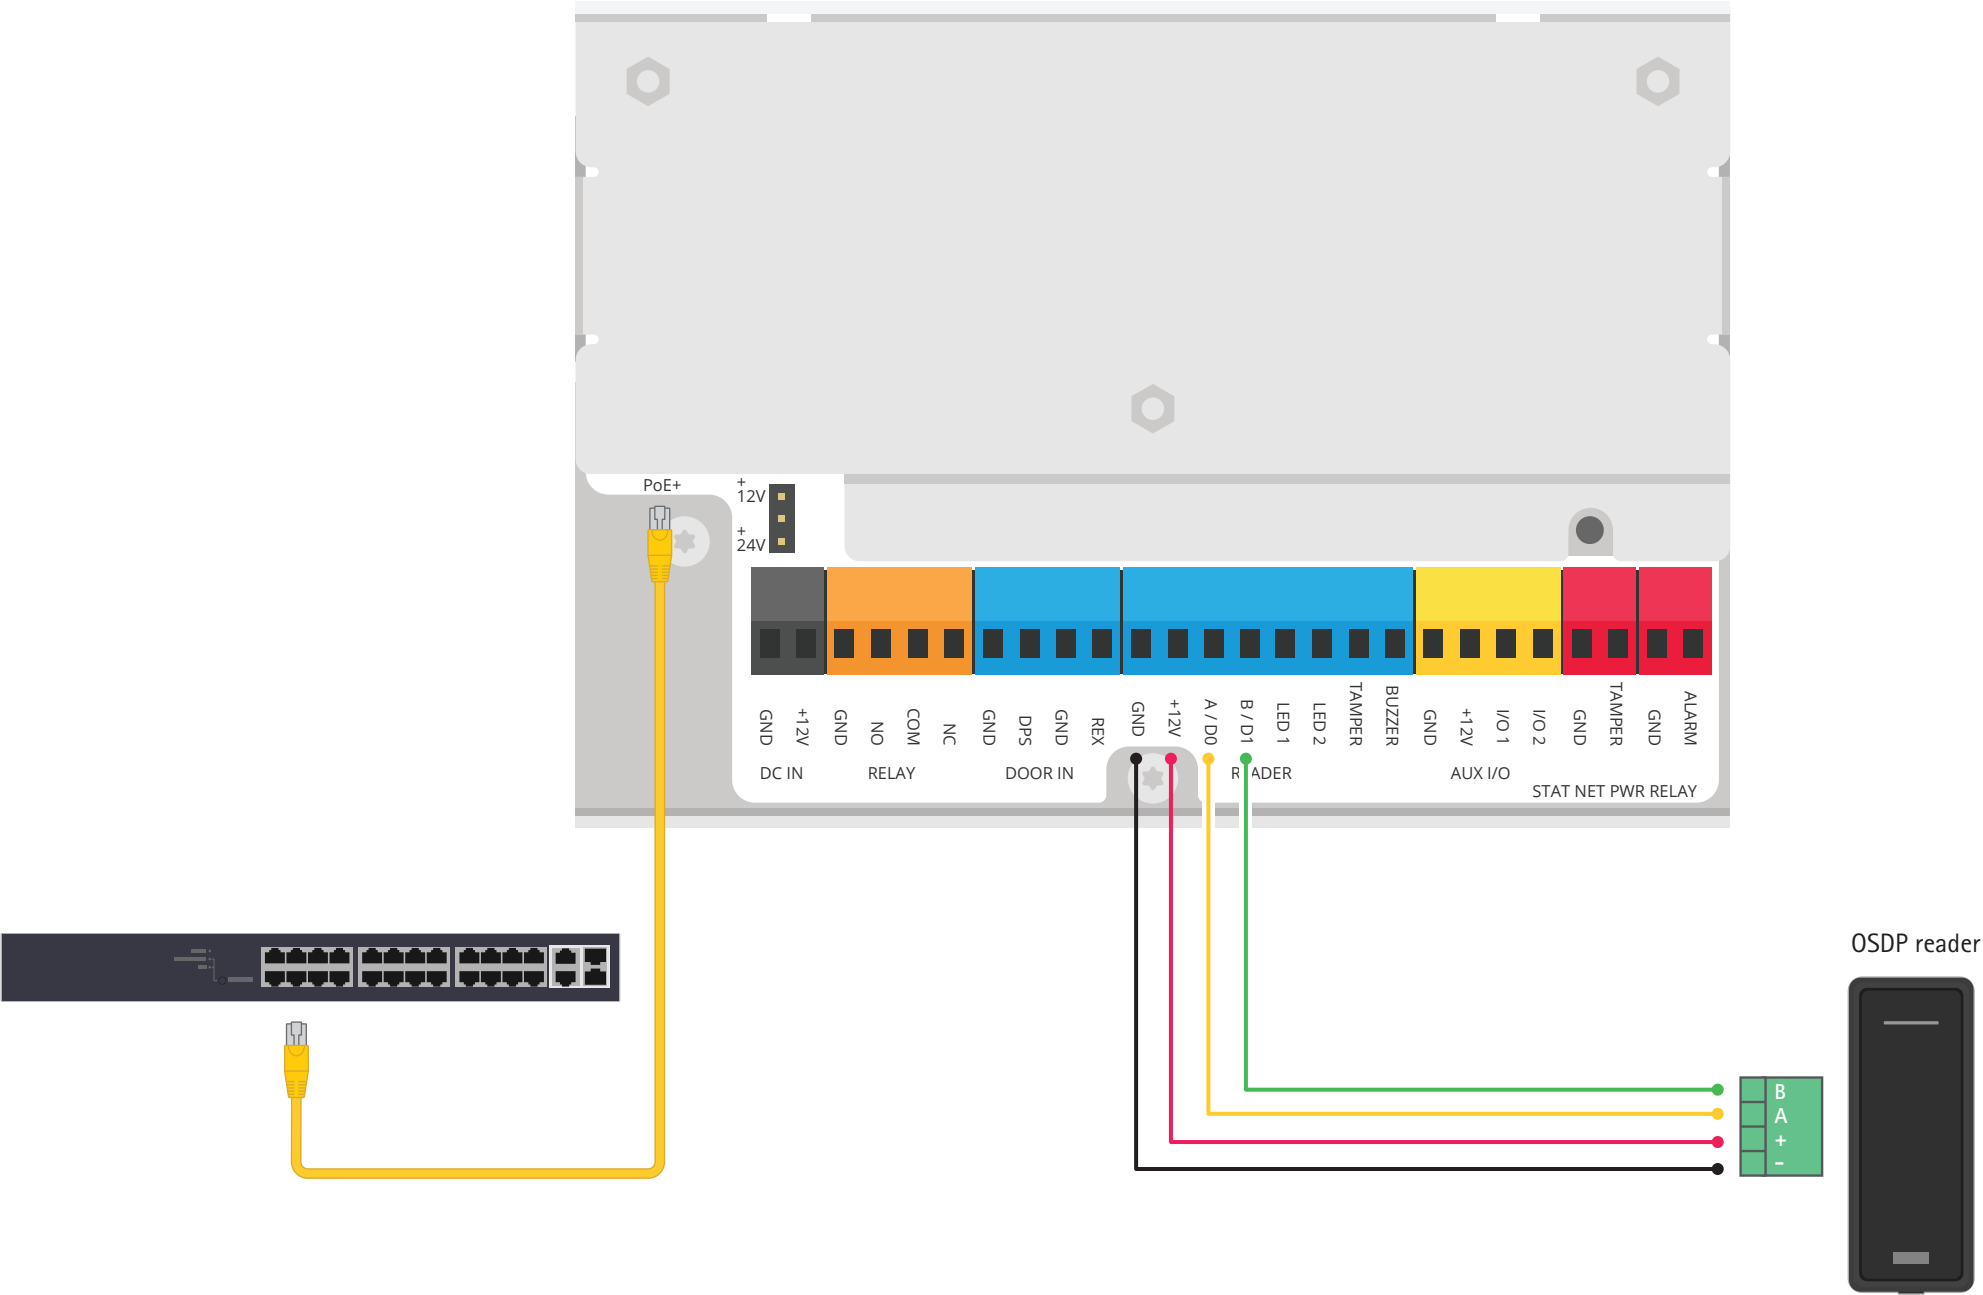 PoE+
+
12V
+
24V
GND
+12V
GND
NO
COM
NC
GND
DPS
GND
REX
GND
+12V
A / D0
B / D1
LED 1
LED 2
TAMPER
BUZZER
GND
+12V
I/O 1
I/O 2
GND
TAMPER
GND
ALARM
DC IN
RELAY
DOOR IN
READER
AUX I/O
STAT NET PWR RELAY
OSDP reader
B
A
+
-